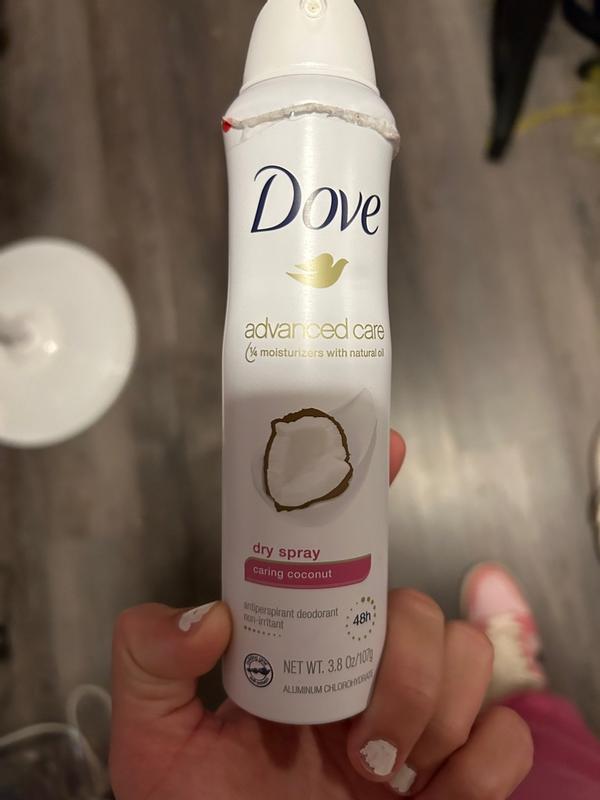 Dove
advanced care
¼ moisturizers with natural oil
dry spray
caring coconut
antiperspirant deodorant
non-irritant
48h
NET WT. 3.8 Oz/107g
ALUMINUM CHLOROHYDRATE